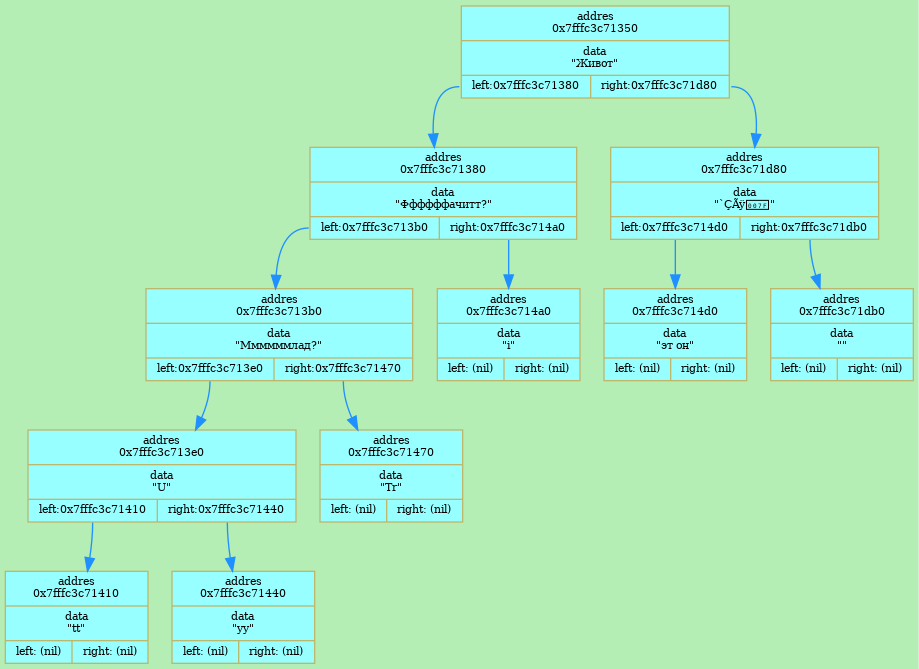 addres
0x7fffc3c71350
data
"Живот"
left:0x7fffc3c71380 right:0x7fffc3c71d80
addres
0x7fffc3c71380
data
"Ффффффачитт?"
left:0x7fffc3c713b0 right:0x7fffc3c714a0
addres
0x7fffc3c71d80
data
"`ÇÃÿ"
left:0x7fffc3c714d0 right:0x7fffc3c71db0
addres
0x7fffc3c713b0
data
"Ммммммлад?"
left:0x7fffc3c713e0 right:0x7fffc3c71470
addres
0x7fffc3c714a0
data
"i"
left: (nil) right: (nil)
addres
0x7fffc3c714d0
data
"эт он"
left: (nil) right: (nil)
addres
0x7fffc3c71db0
data
""
left: (nil) right: (nil)
addres
0x7fffc3c713e0
data
"U"
left:0x7fffc3c71410 right:0x7fffc3c71440
addres
0x7fffc3c71470
data
"Tr"
left: (nil) right: (nil)
addres
0x7fffc3c71410
data
"tt"
left: (nil) right: (nil)
addres
0x7fffc3c71440
data
"yy"
left: (nil) right: (nil)